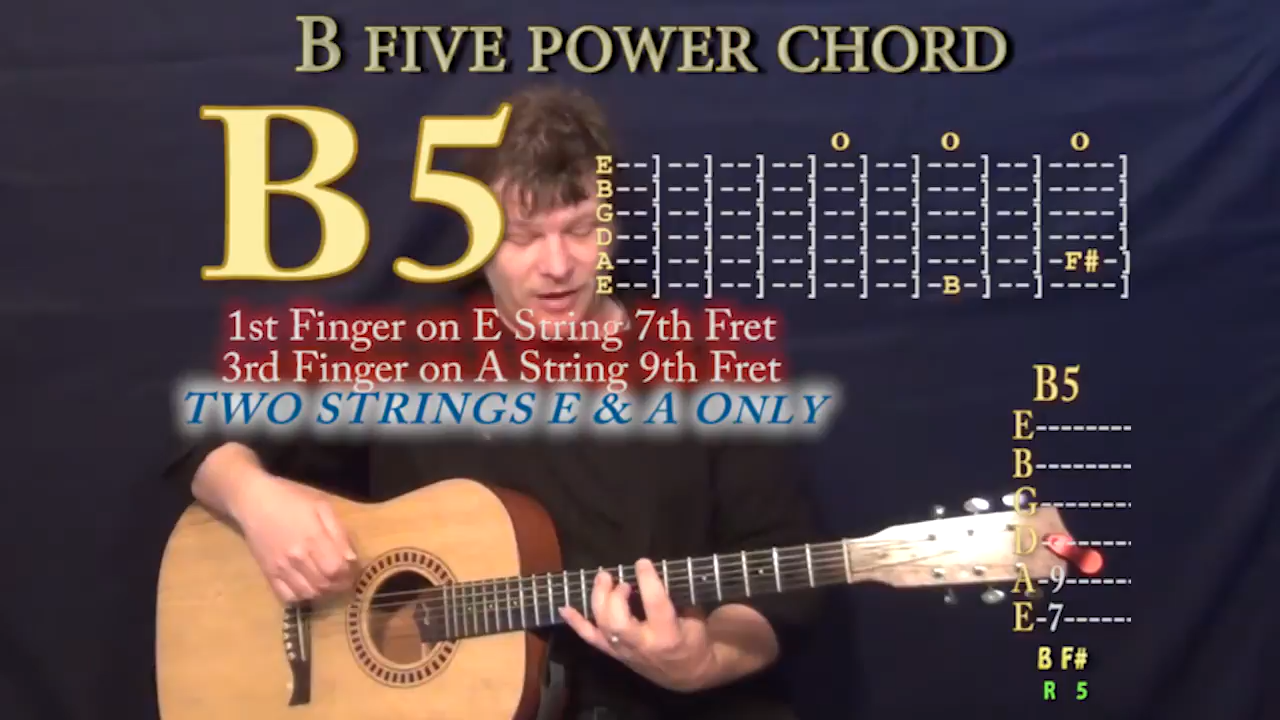 B FIVE POWER CHORD
B5
O O O
E--]--]--]--]--]--]--]--]----]
B--]--]--]--]--]--]--]--]----]
G--]--]--]--]--]--]--]--]----]
D--]--]--]--]--]--]--]--]----]
A--]--]--]--]--]--]--]--]-F#-]
E--]--]--]--]--]--]-B-]--]----]
1st Finger on E String 7th Fret
3rd Finger on A String 9th Fret
TWO STRINGS E & A ONLY
B5
E--------
B--------
G--------
D--------
A-9------
E-7------
B F#
R 5